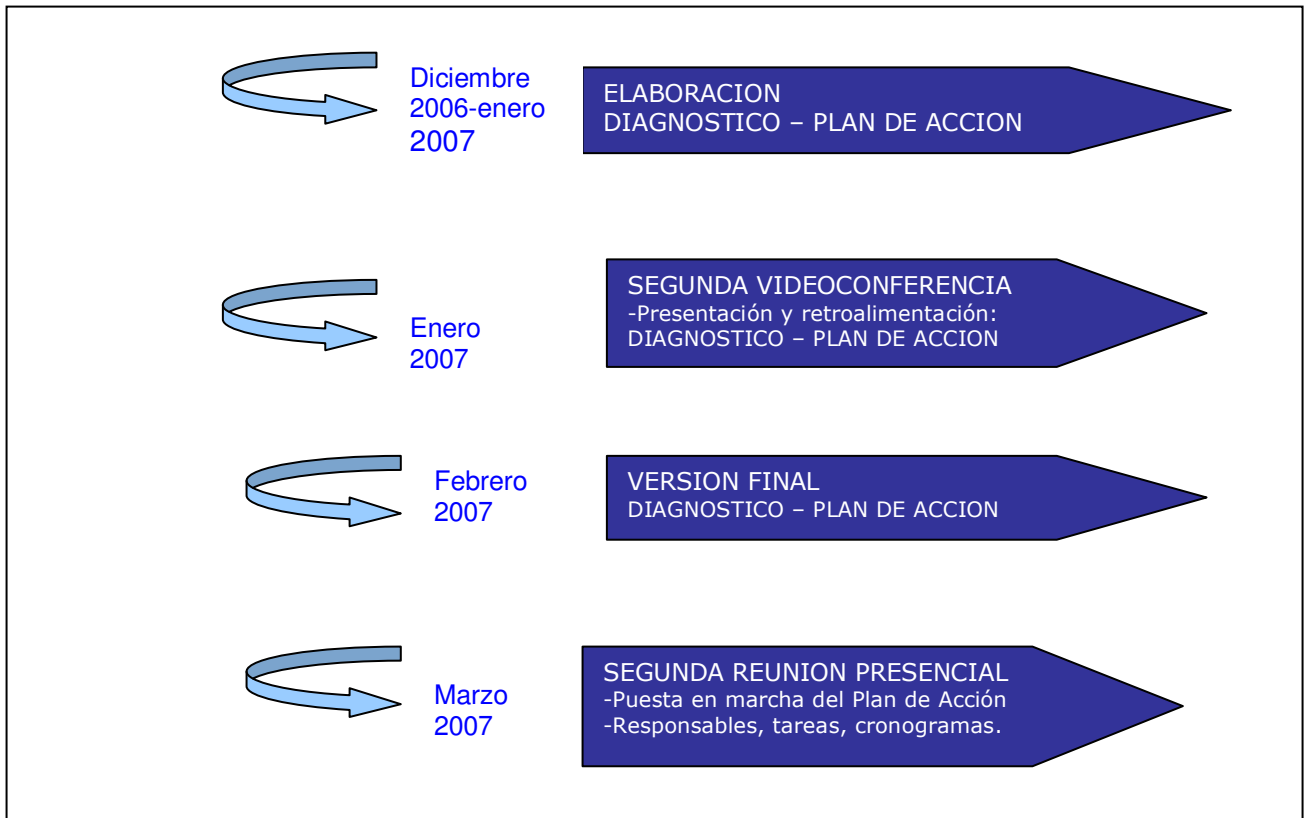 Diciembre
2006-enero
2007
ELABORACION
DIAGNOSTICO – PLAN DE ACCION
Enero
2007
SEGUNDA VIDEOCONFERENCIA
-Presentación y retroalimentación:
DIAGNOSTICO – PLAN DE ACCION
Febrero
2007
VERSION FINAL
DIAGNOSTICO – PLAN DE ACCION
Marzo
2007
SEGUNDA REUNION PRESENCIAL
-Puesta en marcha del Plan de Acción
-Responsables, tareas, cronogramas.